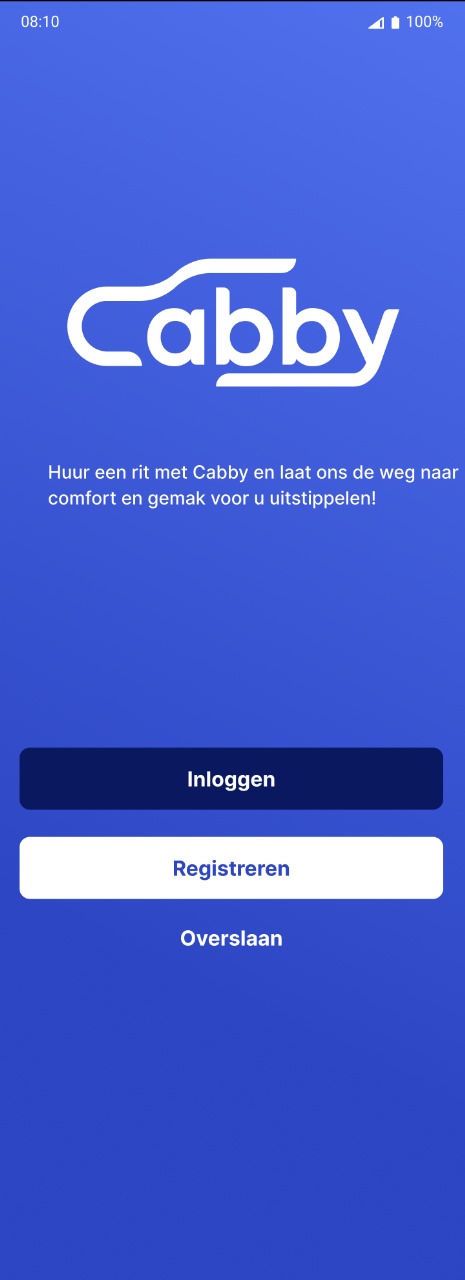 08:10 100%
Cabby
Huur een rit met Cabby en laat ons de weg naar
comfort en gemak voor u uitstippelen!
Inloggen
Registreren
Overslaan